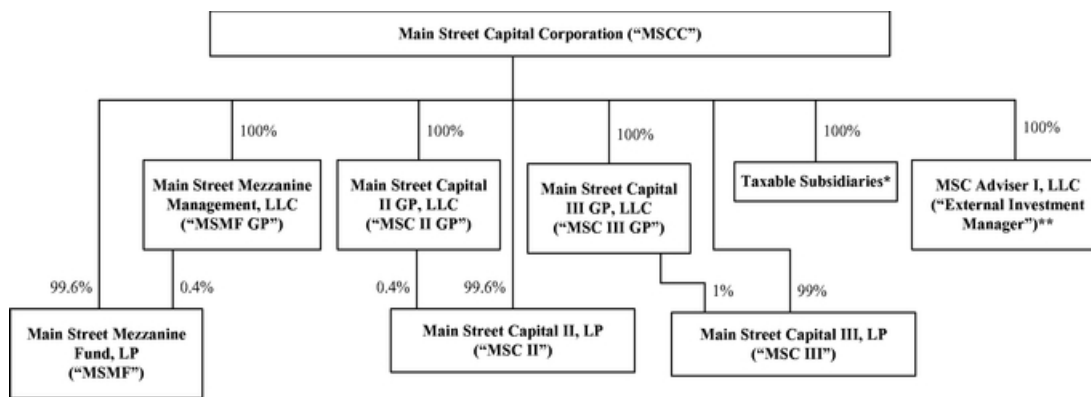 Main Street Capital Corporation (“MSCC”)
100%
100%
100%
100%
100%
Main Street Mezzanine
Management, LLC
(“MSMF GP”)
Main Street Capital
II GP, LLC
(“MSC II GP”)
Main Street Capital
III GP, LLC
(“MSC III GP”)
Taxable Subsidiaries*
MSC Adviser I, LLC
(“External Investment
Manager”)**
99.6%
0.4%
0.4%
99.6%
1%
99%
Main Street Mezzanine
Fund, LP
(“MSMF”)
Main Street Capital II, LP
(“MSC II”)
Main Street Capital III, LP
(“MSC III”)